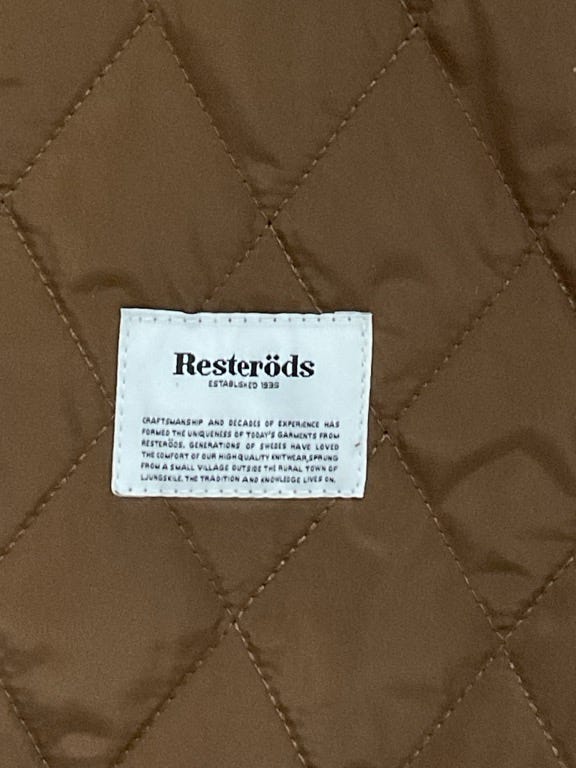 Resteröds
ESTABLISHED 1935
CRAFTSMANSHIP AND DECADES OF EXPERIENCE HAS
FORMED THE UNIQUENESS OF TODAY'S GARMENTS FROM
RESTERÖDS. GENERATIONS OF SWEDES HAVE LOVED
THE COMFORT OF OUR HIGH QUALITY KNITWEAR, SPRUNG
FROM A SMALL VILLAGE OUTSIDE THE RURAL TOWN OF
LJUNGSKILE, THE TRADITION AND KNOWLEDGE LIVES ON.